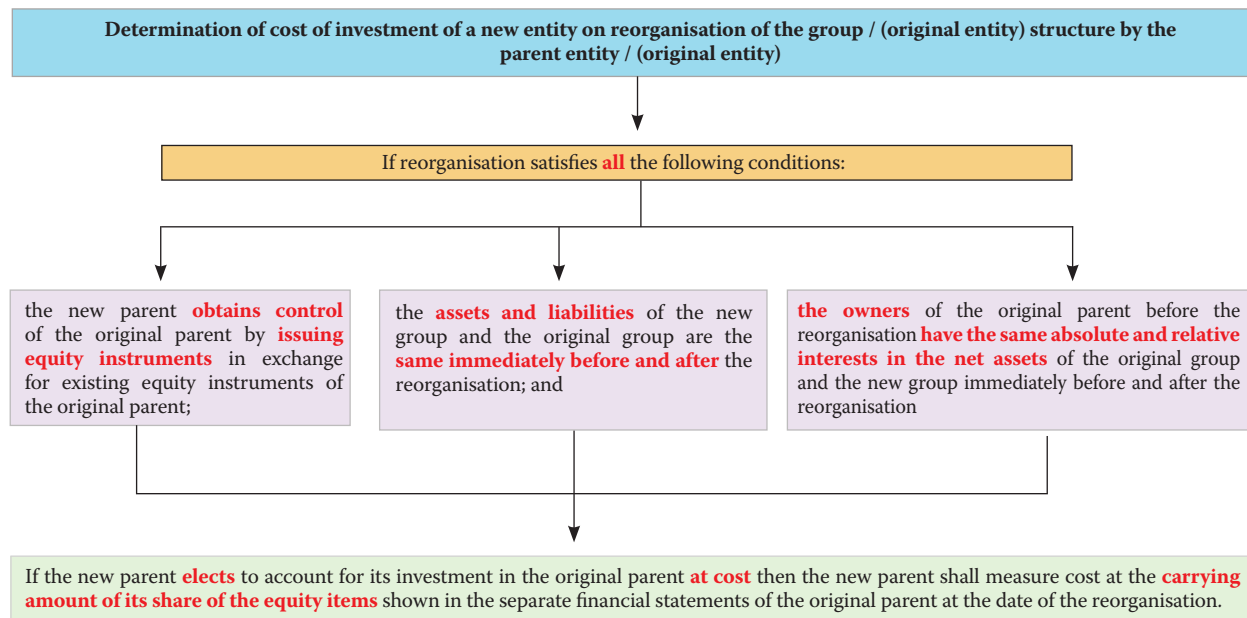 Determination of cost of investment of a new entity on reorganisation of the group / (original entity) structure by the
parent entity / (original entity)
If reorganisation satisfies all the following conditions:
the new parent obtains control
of the original parent by issuing
equity instruments in exchange
for existing equity instruments of
the original parent;
the assets and liabilities of the new
group and the original group are the
same immediately before and after the
reorganisation; and
the owners of the original parent before the
reorganisation have the same absolute and relative
interests in the net assets of the original group
and the new group immediately before and after the
reorganisation
If the new parent elects to account for its investment in the original parent at cost then the new parent shall measure cost at the carrying
amount of its share of the equity items shown in the separate financial statements of the original parent at the date of the reorganisation.